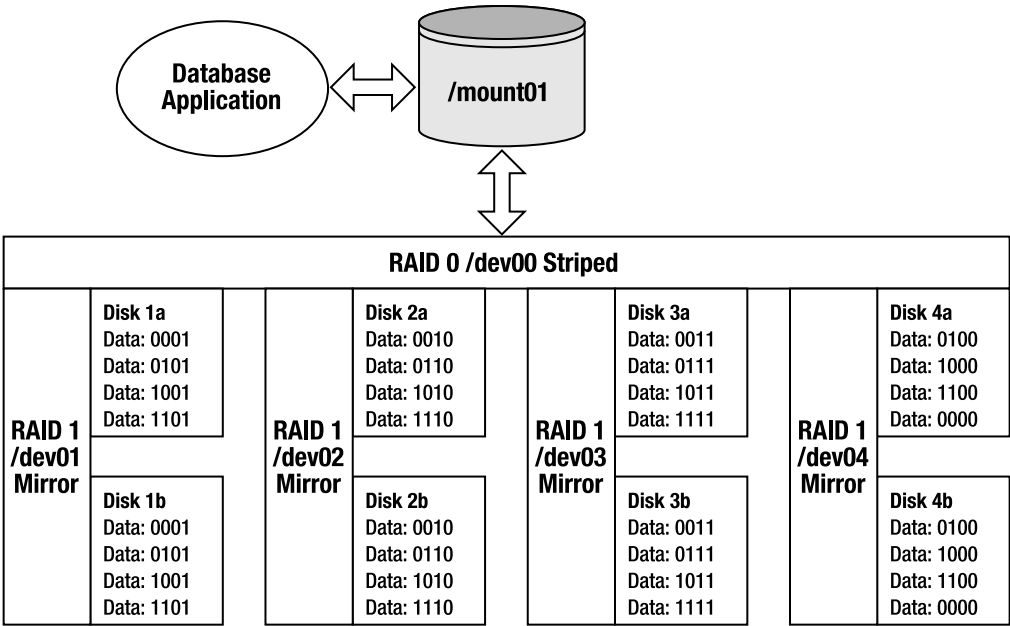 Database
Application
/mount01
RAID 0 /dev00 Striped
RAID 1
/dev01
Mirror
Disk 1a
Data: 0001
Data: 0101
Data: 1001
Data: 1101
Disk 1b
Data: 0001
Data: 0101
Data: 1001
Data: 1101
RAID 1
/dev02
Mirror
Disk 2a
Data: 0010
Data: 0110
Data: 1010
Data: 1110
Disk 2b
Data: 0010
Data: 0110
Data: 1010
Data: 1110
RAID 1
/dev03
Mirror
Disk 3a
Data: 0011
Data: 0111
Data: 1011
Data: 1111
Disk 3b
Data: 0011
Data: 0111
Data: 1011
Data: 1111
RAID 1
/dev04
Mirror
Disk 4a
Data: 0100
Data: 1000
Data: 1100
Data: 0000
Disk 4b
Data: 0100
Data: 1000
Data: 1100
Data: 0000